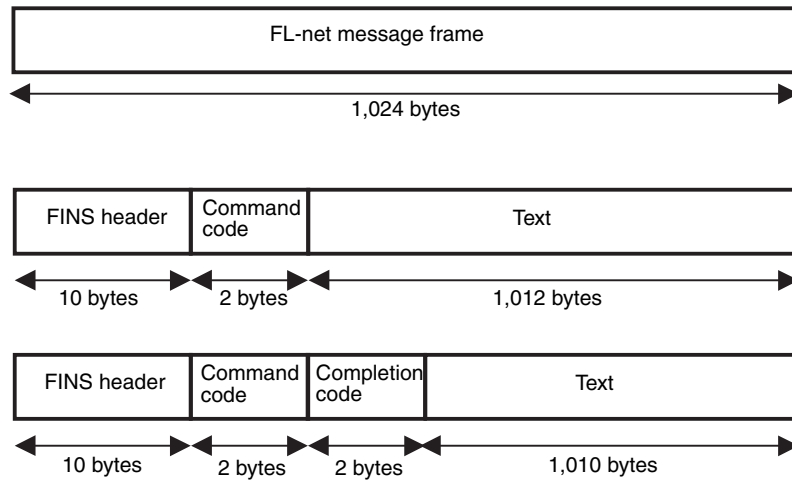 FL-net message frame
1,024 bytes
FINS header
Command
code
Text
10 bytes
2 bytes
1,012 bytes
FINS header
Command
code
Completion
code
Text
10 bytes
2 bytes
2 bytes
1,010 bytes